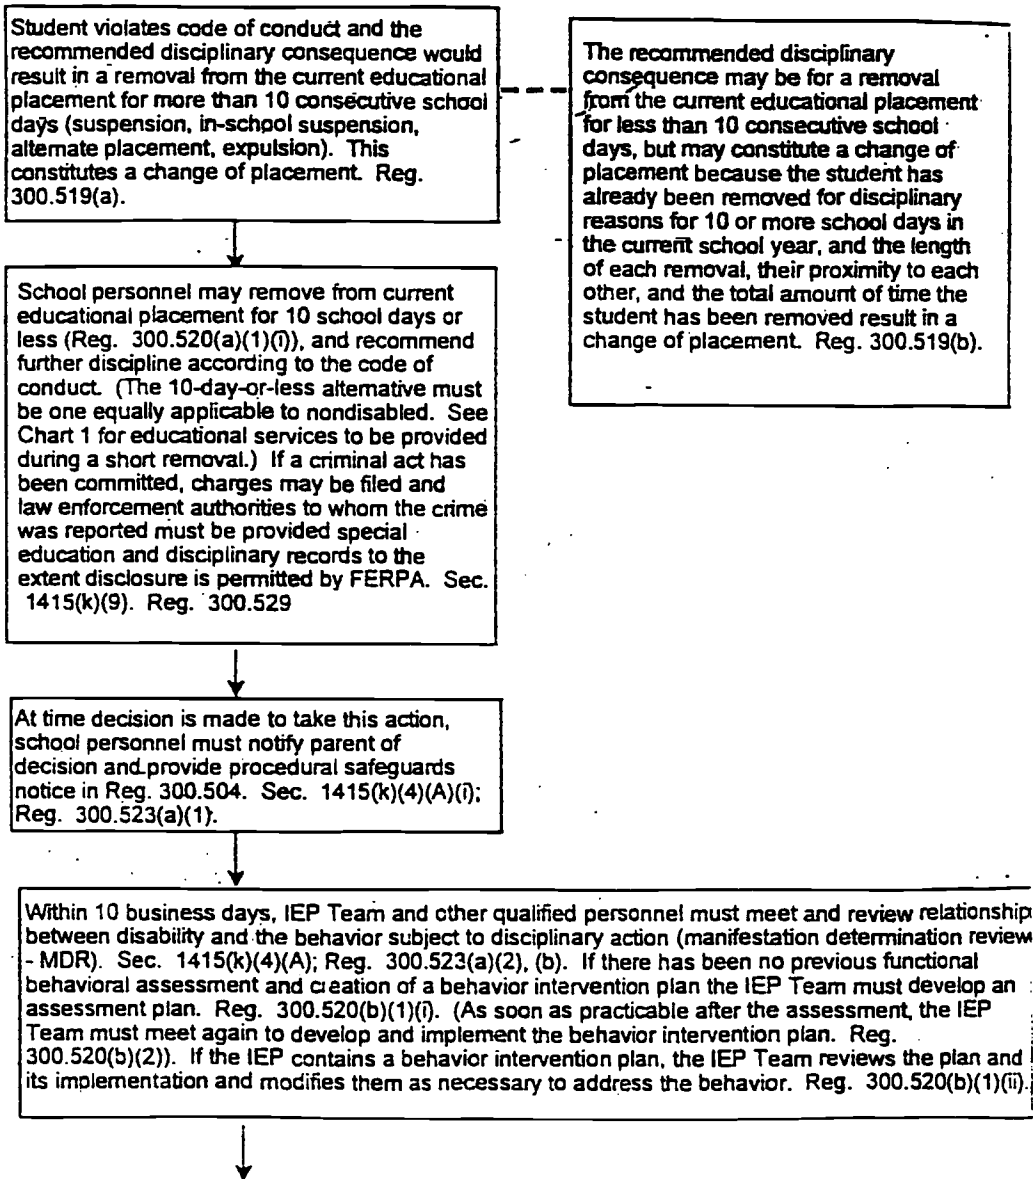 Student violates code of conduct and the
recommended disciplinary consequence would
result in a removal from the current educational
placement for more than 10 consecutive school
days (suspension, in-school suspension,
alternate placement, expulsion). This
constitutes a change of placement. Reg.
300.519(a).
The recommended disciplinary
consequence may be for a removal
from the current educational placement
for less than 10 consecutive school
days, but may constitute a change of
placement because the student has
already been removed for disciplinary
reasons for 10 or more school days in
the current school year, and the length
of each removal, their proximity to each
other, and the total amount of time the
student has been removed result in a
change of placement. Reg. 300.519(b).
School personnel may remove from current
educational placement for 10 school days or
less (Reg. 300.520(a)(1)(i)), and recommend
further discipline according to the code of
conduct. (The 10-day-or-less alternative must
be one equally applicable to nondisabled. See
Chart 1 for educational services to be provided
during a short removal.) If a criminal act has
been committed, charges may be filed and
law enforcement authorities to whom the crime
was reported must be provided special
education and disciplinary records to the
extent disclosure is permitted by FERPA. Sec.
1415(k)(9). Reg. 300.529
At time decision is made to take this action,
school personnel must notify parent of
decision and provide procedural safeguards
notice in Reg. 300.504. Sec. 1415(k)(4)(A)(i);
Reg. 300.523(a)(1).
Within 10 business days, IEP Team and other qualified personnel must meet and review relationship
between disability and the behavior subject to disciplinary action (manifestation determination review
- MDR). Sec. 1415(k)(4)(A); Reg. 300.523(a)(2), (b). If there has been no previous functional
behavioral assessment and creation of a behavior intervention plan the IEP Team must develop an
assessment plan. Reg. 300.520(b)(1)(i). (As soon as practicable after the assessment, the IEP
Team must meet again to develop and implement the behavior intervention plan. Reg.
300.520(b)(2)). If the IEP contains a behavior intervention plan, the IEP Team reviews the plan and
its implementation and modifies them as necessary to address the behavior. Reg. 300.520(b)(1)(ii).